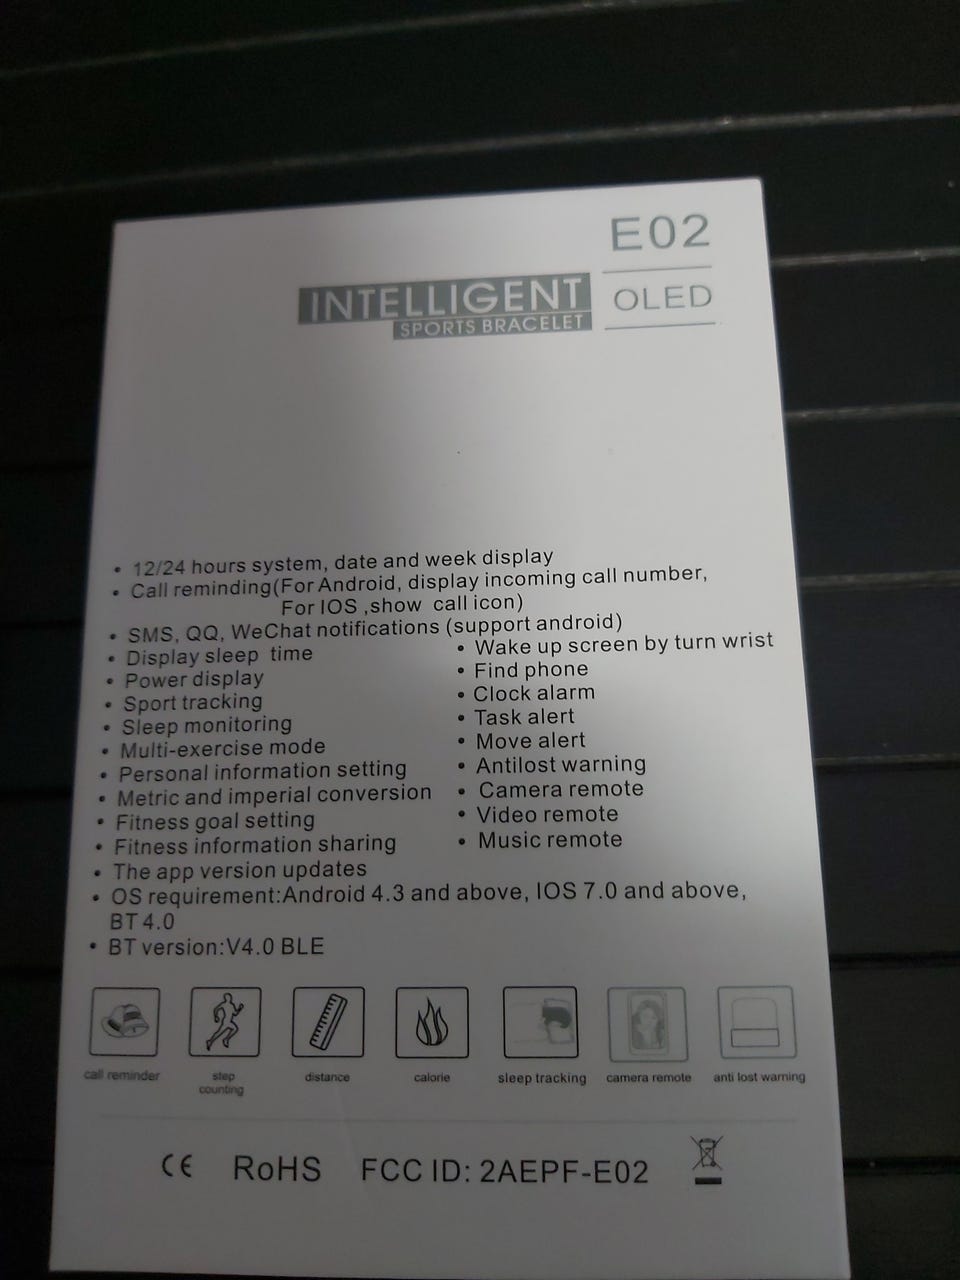 E02
INTELLIGENT
SPORTS BRACELET
OLED
• 12/24 hours system, date and week display
• Call reminding(For Android, display incoming call number,
For IOS ,show call icon)
• SMS, QQ, WeChat notifications (support android)
• Display sleep time
• Power display
• Sport tracking
• Sleep monitoring
• Multi-exercise mode
• Personal information setting
• Metric and imperial conversion
• Fitness goal setting
• Fitness information sharing
• The app version updates
• Wake up screen by turn wrist
• Find phone
• Clock alarm
• Task alert
• Move alert
• Antilost warning
• Camera remote
• Video remote
• Music remote
• OS requirement:Android 4.3 and above, IOS 7.0 and above,
BT 4.0
• BT version:V4.0 BLE
call reminder
step
counting
distance
calorie
sleep tracking
camera remote
anti lost warning
CE RoHS FCC ID: 2AEPF-E02